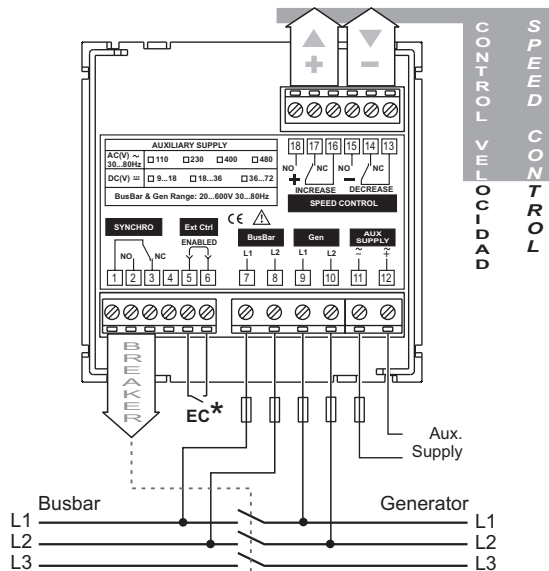 CONTROL VELOCIDAD
SPEED CONTROL
+
−
18 17 16 15 14 13
NO NC NO NC
+ −
INCREASE DECREASE
SPEED CONTROL
AUXILIARY SUPPLY
AC(V) ~ 30...80Hz □ 110 □ 230 □ 400 □ 480
DC(V) ⎓ □ 9...18 □ 18...36 □ 36...72
BusBar & Gen Range: 20...600V 30...80Hz
CE
SYNCHRO
Ext Ctrl
ENABLED
BusBar
Gen
AUX SUPPLY
NO NC
L1 L2 L1 L2 ≂ ≂
− +
1 2 3 4 5 6 7 8 9 10 11 12
BREAKER
EC*
Aux.
Supply
Busbar
Generator
L1 L1
L2 L2
L3 L3